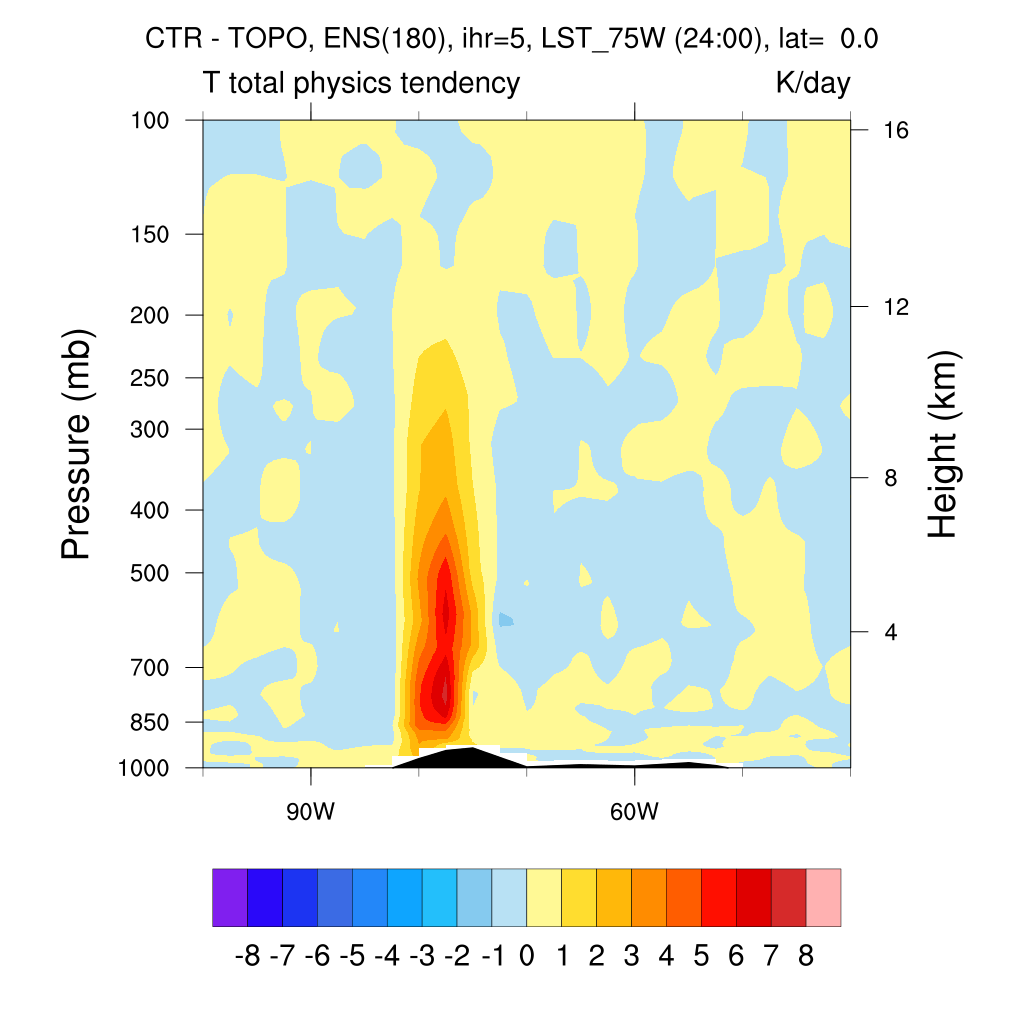 CTR - TOPO, ENS(180), ihr=5, LST_75W (24:00), lat=  0.0
T total physics tendency K/day
100
150
200
250
300
400
500
700
850
1000
Pressure (mb)
16
12
8
4
Height (km)
90W 60W
-8 -7 -6 -5 -4 -3 -2 -1 0 1 2 3 4 5 6 7 8